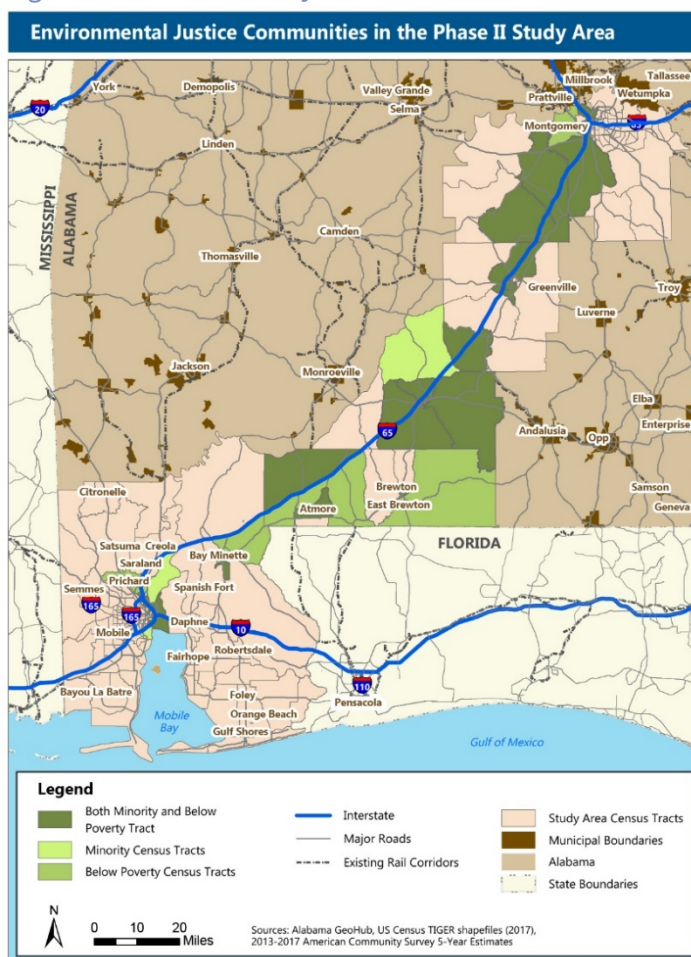 Environmental Justice Communities in the Phase II Study Area
Millbrook
Tallassee
York
Demopolis
Valley Grande
Prattville
Wetumpka
20
Selma
Montgomery
Linden
MISSISSIPPI
ALABAMA
Camden
Thomasville
Greenville
Troy
Luverne
Jackson
Monroeville
Elba
65
Andalusia
Opp
Enterprise
Citronelle
Brewton
Samson
East Brewton
Geneva
Atmore
Satsuma
Creola
Bay Minette
FLORIDA
Saraland
Prichard
Semmes
Spanish Fort
165
165
Daphne
10
Mobile
Robertsdale
Fairhope
110
Bayou La Batre
Foley
Pensacola
Mobile
Bay
Orange Beach
Gulf Shores
Gulf of Mexico
Legend
Both Minority and Below
Poverty Tract
Minority Census Tracts
Below Poverty Census Tracts
Interstate
Major Roads
Existing Rail Corridors
Study Area Census Tracts
Municipal Boundaries
Alabama
State Boundaries
N
0 10 20
Miles
Sources: Alabama GeoHub, US Census TIGER shapefiles (2017),
2013-2017 American Community Survey 5-Year Estimates